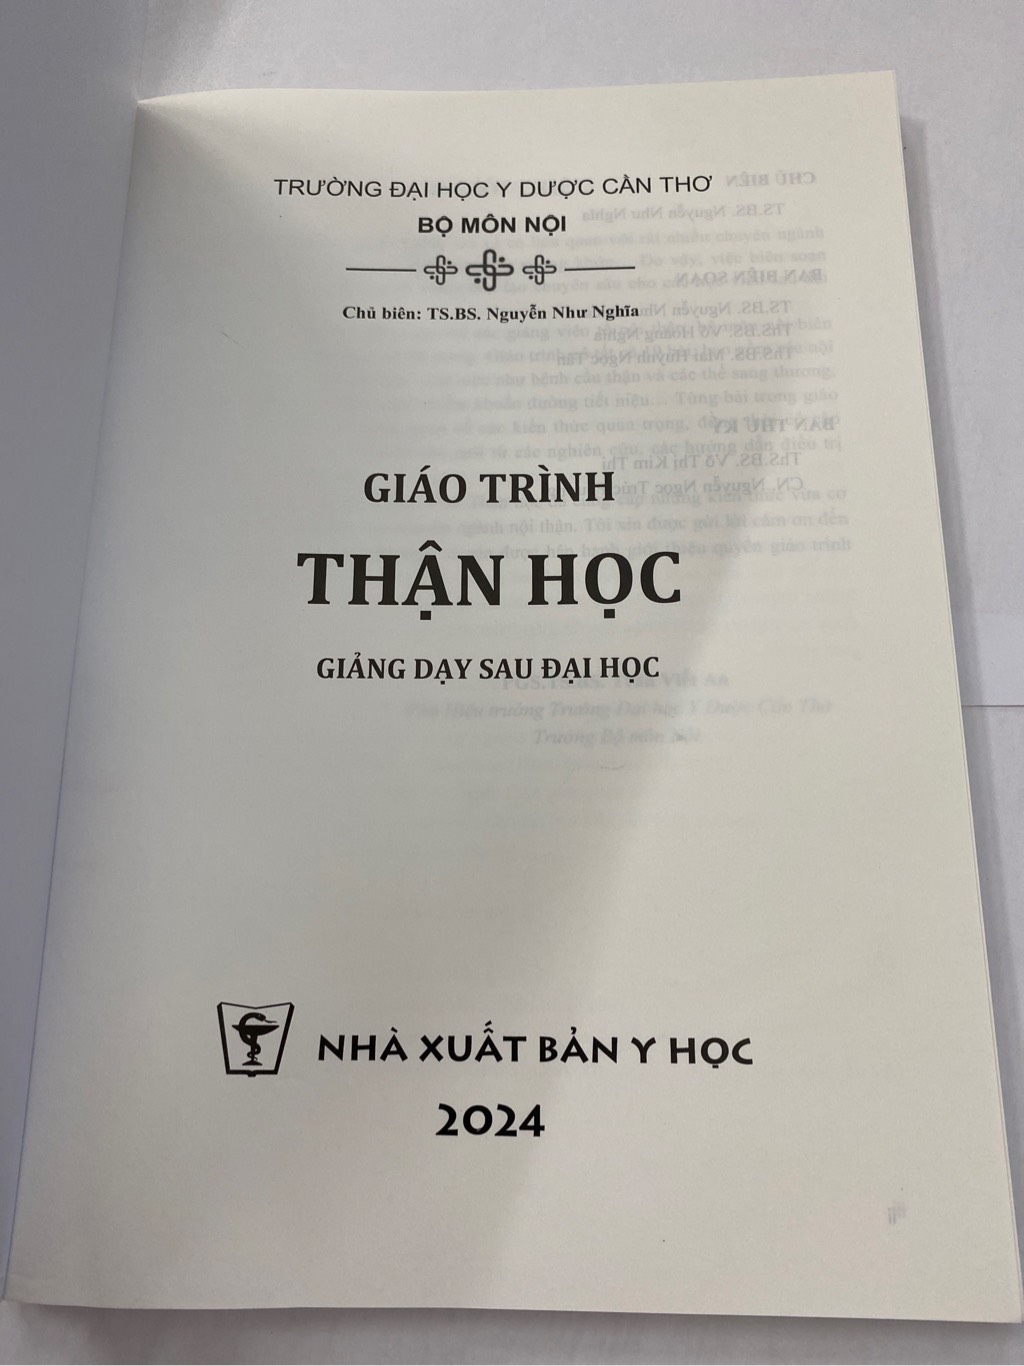 TRƯỜNG ĐẠI HỌC Y DƯỢC CẦN THƠ
BỘ MÔN NỘI
Chủ biên: TS.BS. Nguyễn Như Nghĩa
GIÁO TRÌNH
THẬN HỌC
GIẢNG DẠY SAU ĐẠI HỌC
NHÀ XUẤT BẢN Y HỌC
2024